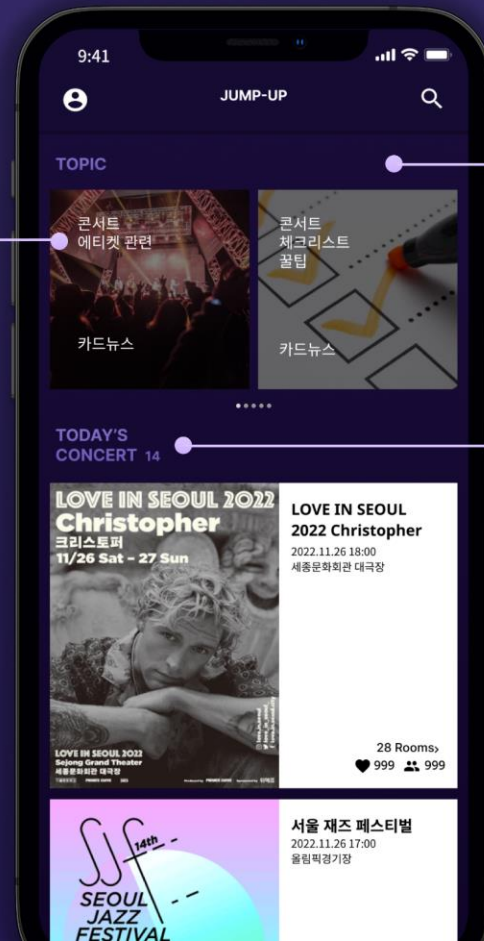 9:41
JUMP-UP
TOPIC
콘서트
에티켓 관련
카드뉴스
콘서트
체크리스트
꿀팁
카드뉴스
TODAY'S
CONCERT 14
LOVE IN SEOUL 2022
Christopher
크리스토퍼
11/26 Sat – 27 Sun
LOVE IN SEOUL 2022
Sejong Grand Theater
세종문화회관 대극장
LOVE IN SEOUL
2022 Christopher
2022.11.26 18:00
세종문화회관 대극장
28 Rooms›
999 999
SJF
14th
SEOUL
JAZZ
FESTIVAL
서울 재즈 페스티벌
2022.11.26 17:00
올림픽경기장